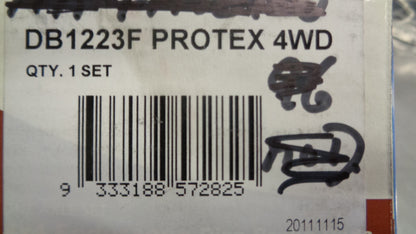 DB1223F PROTEX 4WD
QTY. 1 SET
9 333188 572825
20111115